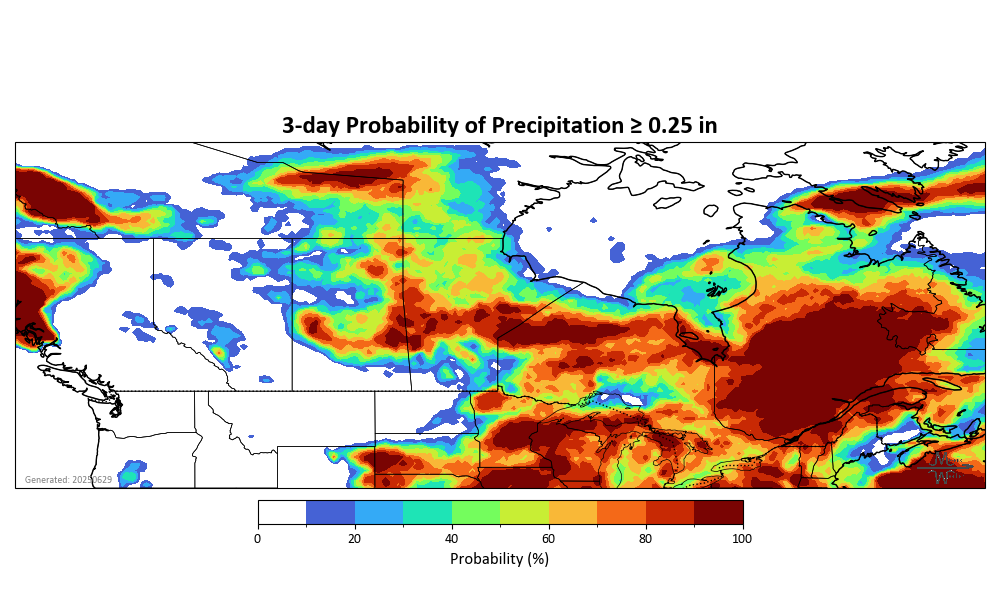 3-day Probability of Precipitation ≥ 0.25 in
Generated: 20250629
0 20 40 60 80 100
Probability (%)